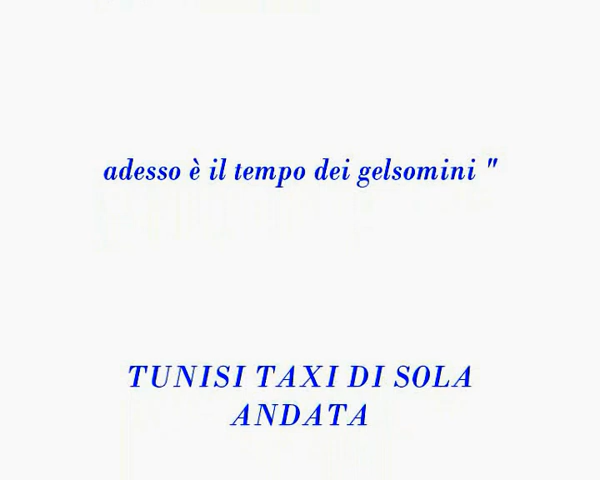 adesso è il tempo dei gelsomini "
TUNISI TAXI DI SOLA
ANDATA